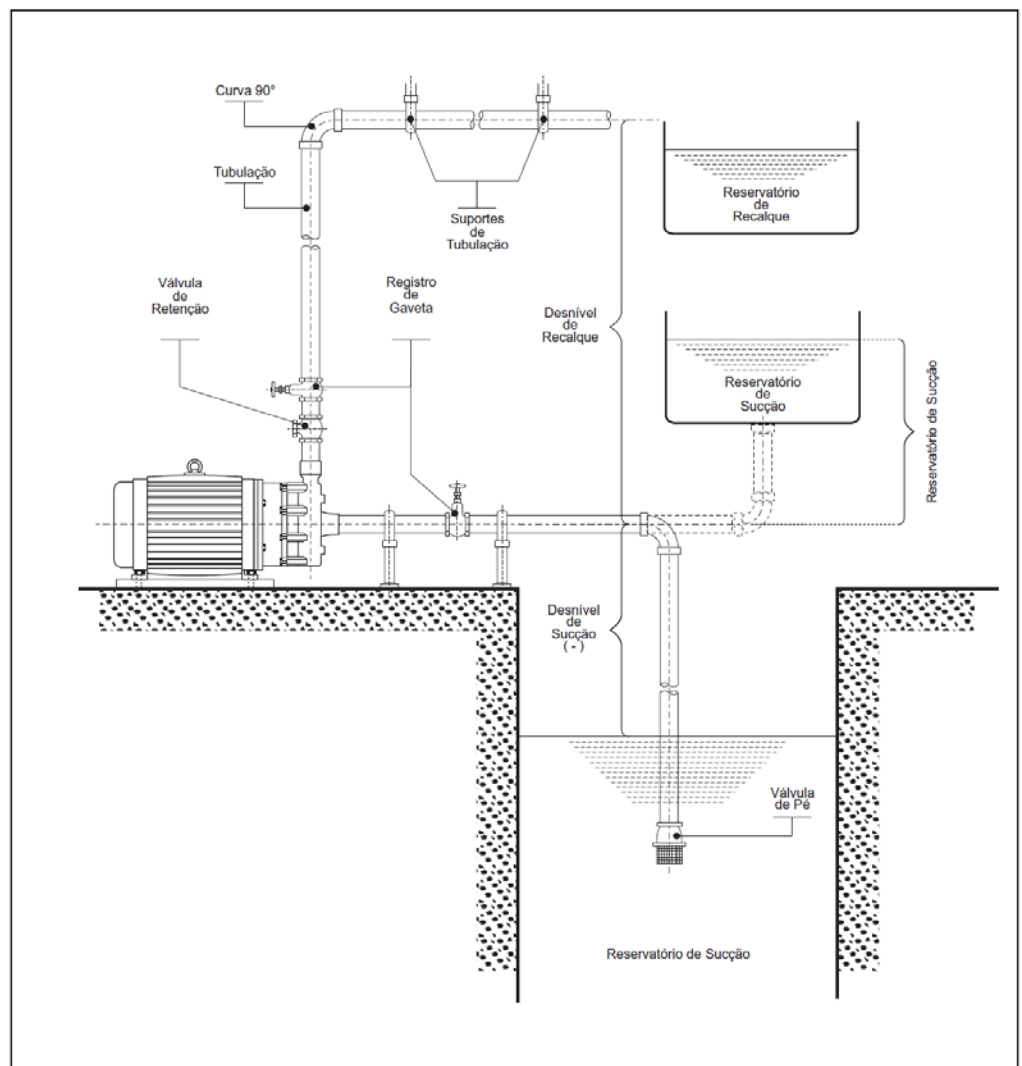 Curva 90°
Tubulação
Suportes
de
Tubulação
Reservatório
de
Recalque
Válvula
de
Retenção
Registro
de
Gaveta
Desnível
de
Recalque
Reservatório
de
Sucção
Reservatório de Sucção
Desnível
de
Sucção
( - )
Válvula
de Pé
Reservatório de Sucção